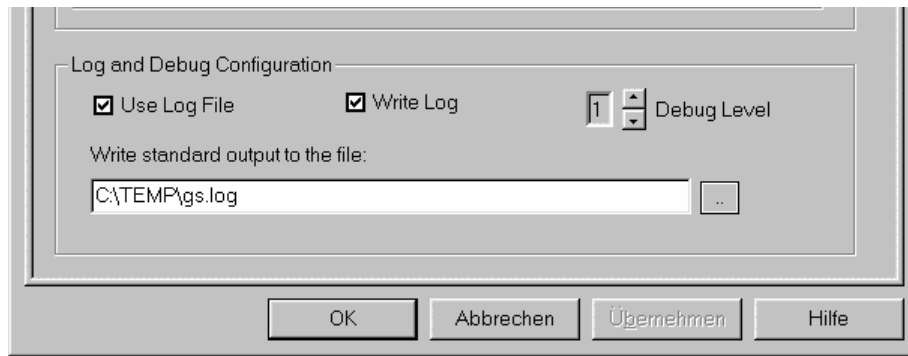 Log and Debug Configuration
Use Log File
Write Log
1
Debug Level
Write standard output to the file:
C:\TEMP\gs.log
..
OK
Abbrechen
Übernehmen
Hilfe